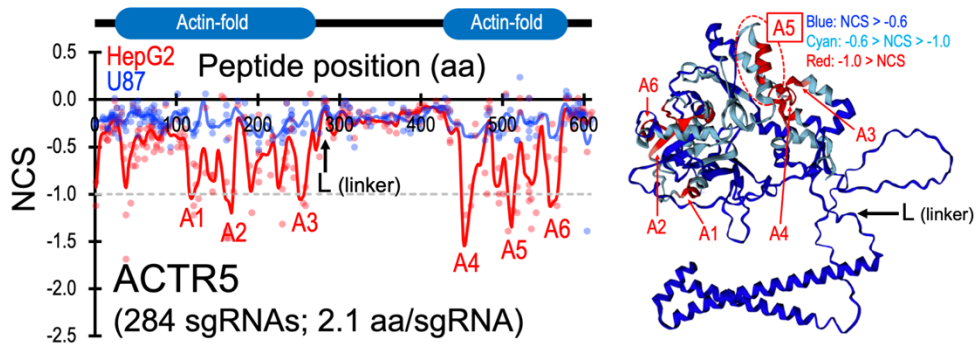 Actin-fold
Actin-fold
0.5
0.0
-0.5
-1.0
-1.5
-2.0
-2.5
NCS
HepG2
U87
Peptide position (aa)
0
100
200
300
400
500
600
L (linker)
A1
A2
A3
A4
A5
A6
ACTR5
(284 sgRNAs; 2.1 aa/sgRNA)
A5
Blue: NCS > -0.6
Cyan: -0.6 > NCS > -1.0
Red: -1.0 > NCS
A6
A3
A2
A1
A4
L (linker)